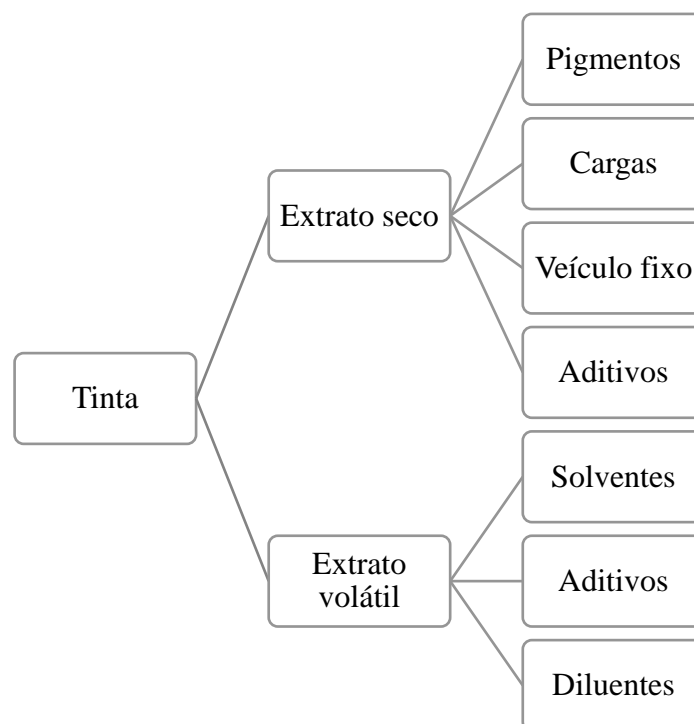 Pigmentos
Cargas
Extrato seco
Veículo fixo
Aditivos
Tinta
Solventes
Extrato
volátil
Aditivos
Diluentes